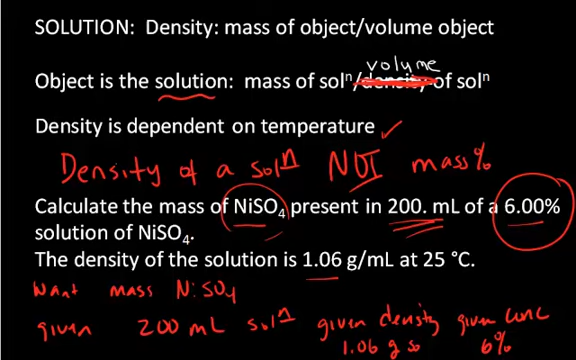 SOLUTION: Density: mass of object/volume object
volume
Object is the solution: mass of solⁿ/density of solⁿ
Density is dependent on temperature ✓
Density of a solⁿ NOT mass%
Calculate the mass of NiSO₄ present in 200. mL of a 6.00%
solution of NiSO₄.
The density of the solution is 1.06 g/mL at 25 °C.
Want mass NiSO₄
given 200 mL solⁿ given density given conc
1.06 g so 6%